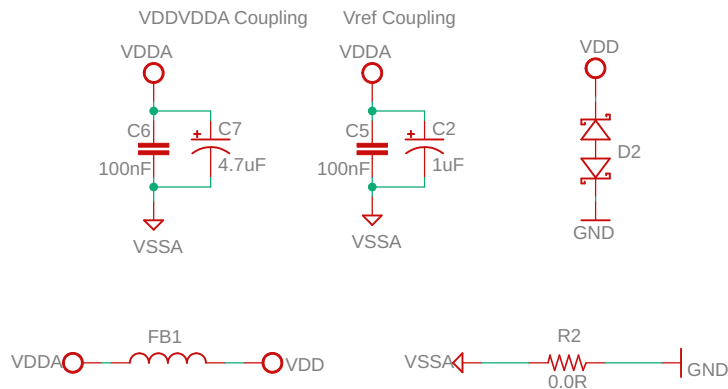 VDDVDDA Coupling
Vref Coupling
VDDA
VDDA
VDD
C6
C7
100nF
4.7uF
C5
C2
100nF
1uF
D2
VSSA
VSSA
GND
FB1
VDDA
VDD
R2
VSSA
0.0R
GND